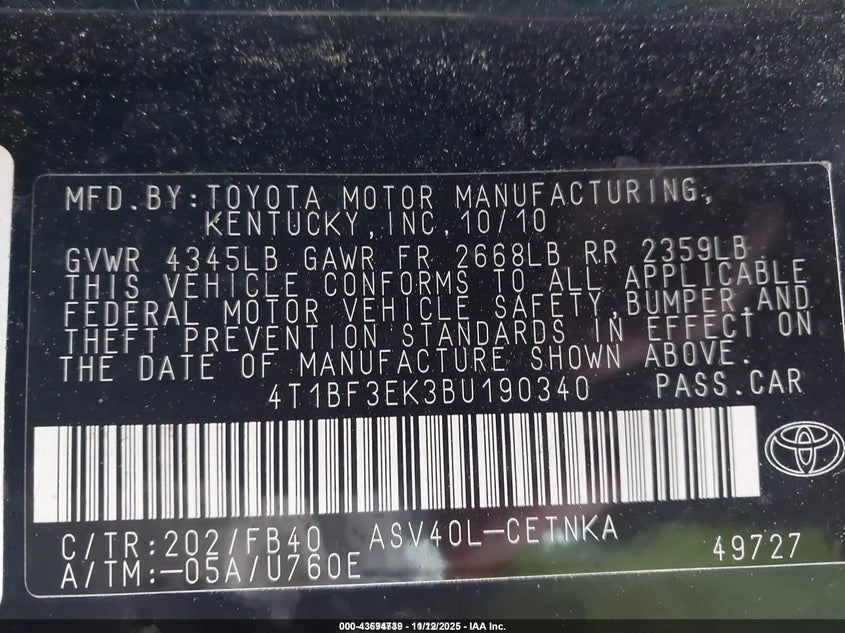 MFD.BY:TOYOTA MOTOR MANUFACTURING,
KENTUCKY,INC,10/10
GVWR 4345LB GAWR FR 2668LB RR 2359LB
THIS VEHICLE CONFORMS TO ALL APPLICABLE
FEDERAL MOTOR VEHICLE SAFETY,BUMPER,AND
THEFT PREVENTION STANDARDS IN EFFECT ON
THE DATE OF MANUFACTURE SHOWN ABOVE.
4T1BF3EK3BU190340 PASS.CAR
C/TR:202/FB40 ASV40L-CETNKA
A/TM:-05A/U760E 49727
- IAA Inc.